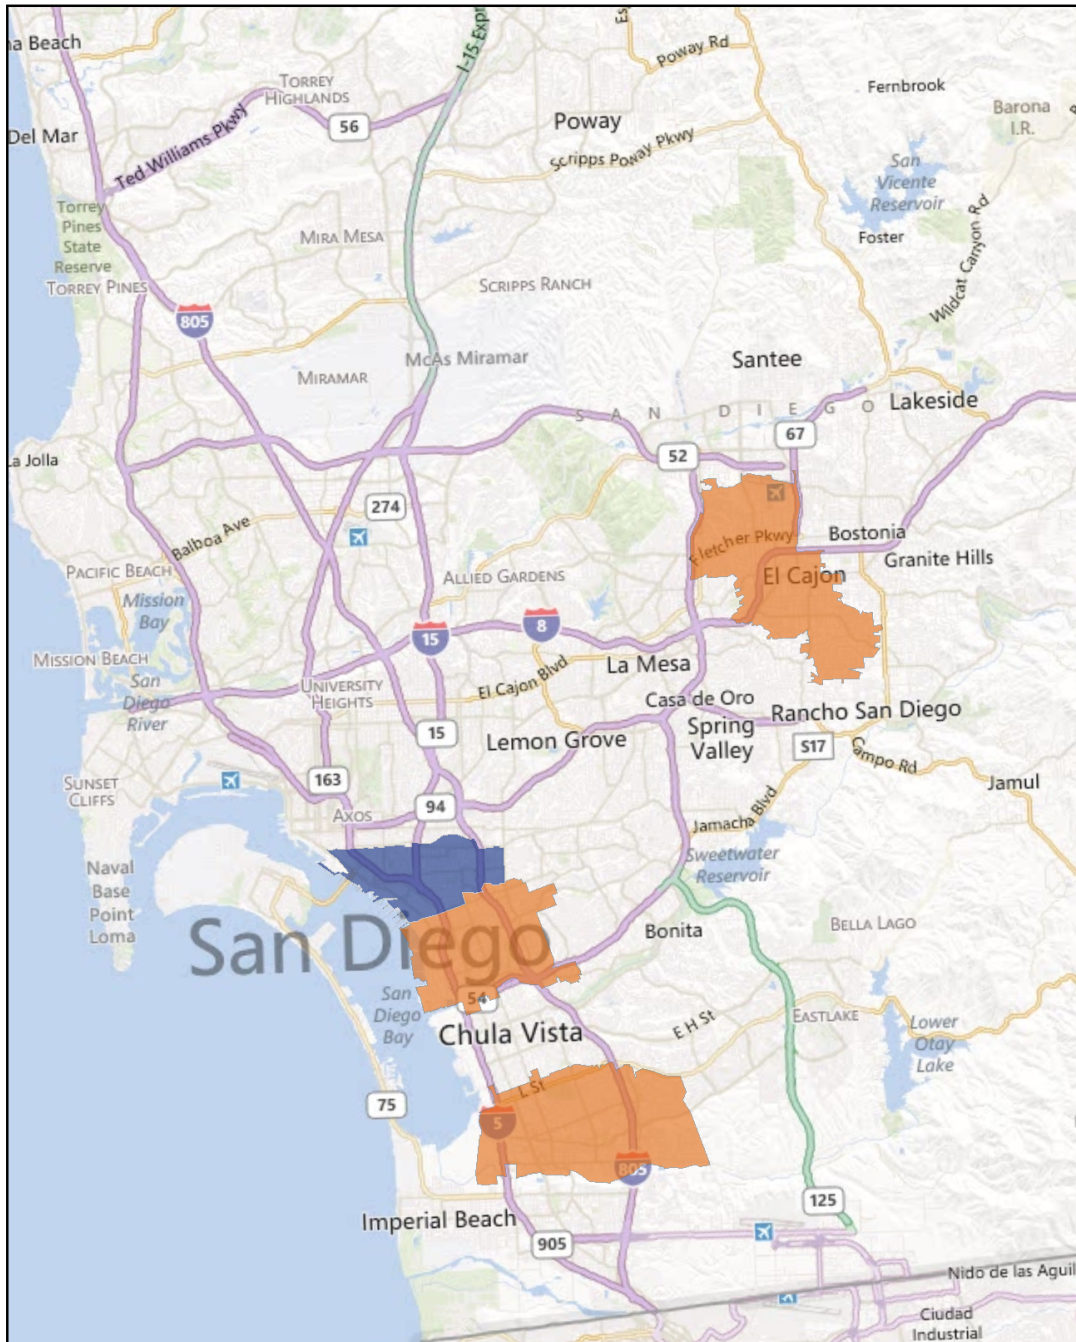 na Beach
I-15 Expr
Es
Poway Rd
TORREY
HIGHLANDS
Fernbrook
Barona
I.R.
56
Poway
Del Mar
Ted Williams Pkwy
Scripps Poway Pkwy
San
Vicente
Reservoir
Torrey
Pines
State
Reserve
MIRA MESA
Foster
Wildcat Canyon Rd
TORREY PINES
SCRIPPS RANCH
805
McAs Miramar
Santee
MIRAMAR
SAN DIEGO
Lakeside
67
La Jolla
52
274
Balboa Ave
Fletcher Pkwy
Bostonia
Granite Hills
PACIFIC BEACH
ALLIED GARDENS
El Cajon
Mission
Bay
15
8
MISSION BEACH
La Mesa
San
Diego
River
UNIVERSITY
HEIGHTS
El Cajon Blvd
Casa de Oro
Rancho San Diego
15
Lemon Grove
Spring
Valley
S17
Campo Rd
SUNSET
CLIFFS
163
Jamul
94
AXOS
Jamacha Blvd
Sweetwater
Reservoir
Naval
Base
Point
Loma
San Diego
Bonita
BELLA LAGO
San
Diego
Bay
54
EASTLAKE
Lower
Otay
Lake
Chula Vista
E H St
L St
75
5
805
125
Imperial Beach
905
Nido de las Aguil
Ciudad
Industrial